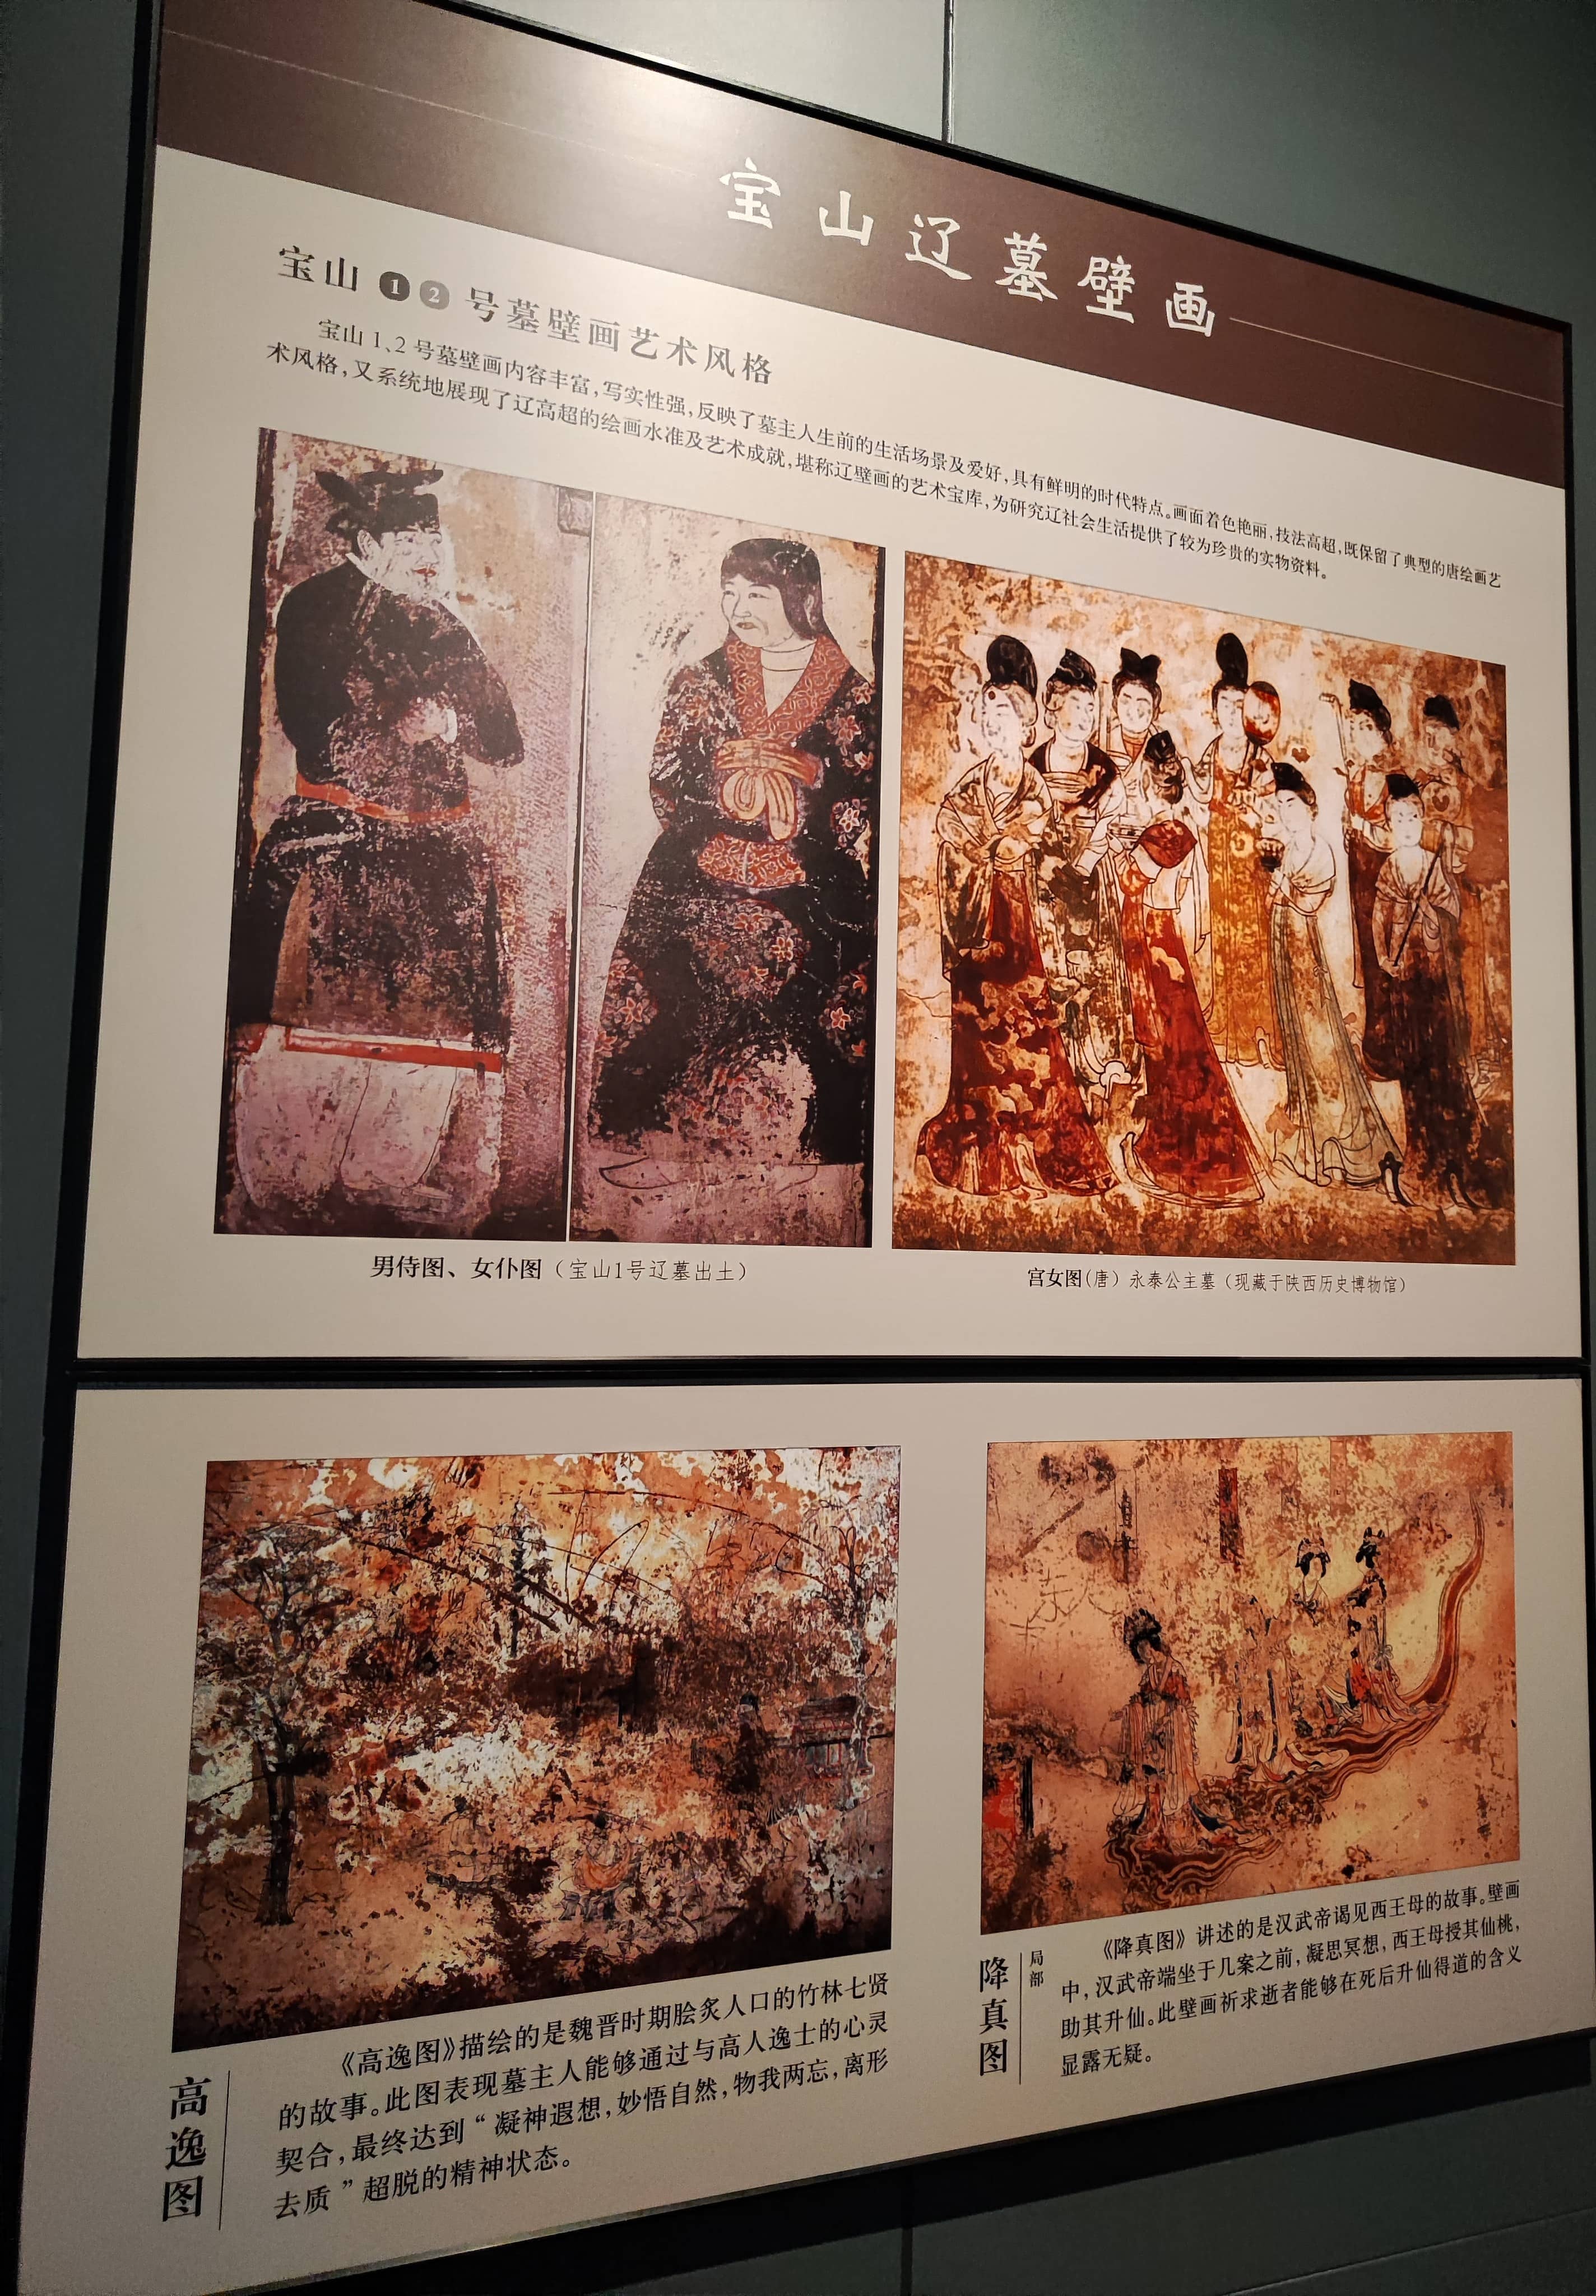 宝山辽墓壁画
宝山 1 2 号墓壁画艺术风格
宝山 1、2 号墓壁画内容丰富，写实性强，反映了墓主人生前的生活场景及爱好，具有鲜明的时代特点。画面着色艳丽，技法高超，既保留了典型的唐绘画艺
术风格，又系统地展现了辽高超的绘画水准及艺术成就，堪称辽壁画的艺术宝库，为研究辽社会生活提供了较为珍贵的实物资料。
男侍图、女仆图（宝山1号辽墓出土）
宫女图(唐）永泰公主墓（现藏于陕西历史博物馆）
高逸图
《高逸图》描绘的是魏晋时期脍炙人口的竹林七贤
的故事。此图表现墓主人能够通过与高人逸士的心灵
契合，最终达到“凝神遐想，妙悟自然，物我两忘，离形
去质”超脱的精神状态。
降真图
局部
《降真图》讲述的是汉武帝谒见西王母的故事。壁画
中，汉武帝端坐于几案之前，凝思冥想，西王母授其仙桃，
助其升仙。此壁画祈求逝者能够在死后升仙得道的含义
显露无疑。